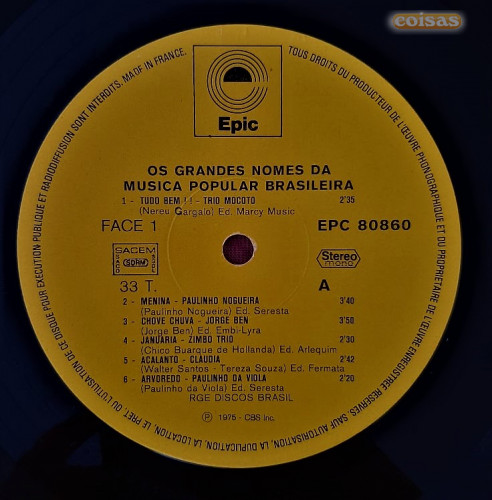 coisas
Epic
OS GRANDES NOMES DA
MUSICA POPULAR BRASILEIRA
1 - TUDO BEM !! - TRIO MOCOTO 2'35
(Nereu Gargalo) Ed. Marcy Music
FACE 1 EPC 80860
SACEM
SDRM
Stereo
mono
33 T. A
2 - MENINA - PAULINHO NOGUEIRA 3'40
(Paulinho Nogueira) Ed. Seresta
3 - CHOVE CHUVA - JORGE BEN 3'50
(Jorge Ben) Ed. Embi-Lyra
4 - JANUARIA - ZIMBO TRIO 2'30
(Chico Buarque de Hollanda) Ed. Arlequim
5 - ACALANTO - CLAUDIA 2'42
(Walter Santos - Tereza Souza) Ed. Fermata
6 - ARVOREDO - PAULINHO DA VIOLA 2'20
(Paulinho da Viola) Ed. Seresta
RGE DISCOS BRASIL
℗ 1975 - CBS Inc.
TOUS DROITS DU PRODUCTEUR DE L'ŒUVRE PHONOGRAPHIQUE ET DU PROPRIETAIRE DE L'ŒUVRE ENREGISTREE RESERVES. SAUF AUTORISATION, LA DUPLICATION, LA LOCATION, LE PRET OU L'UTILISATION DE CE DISQUE POUR EXECUTION PUBLIQUE ET RADIODIFFUSION SONT INTERDITS. MADE IN FRANCE.